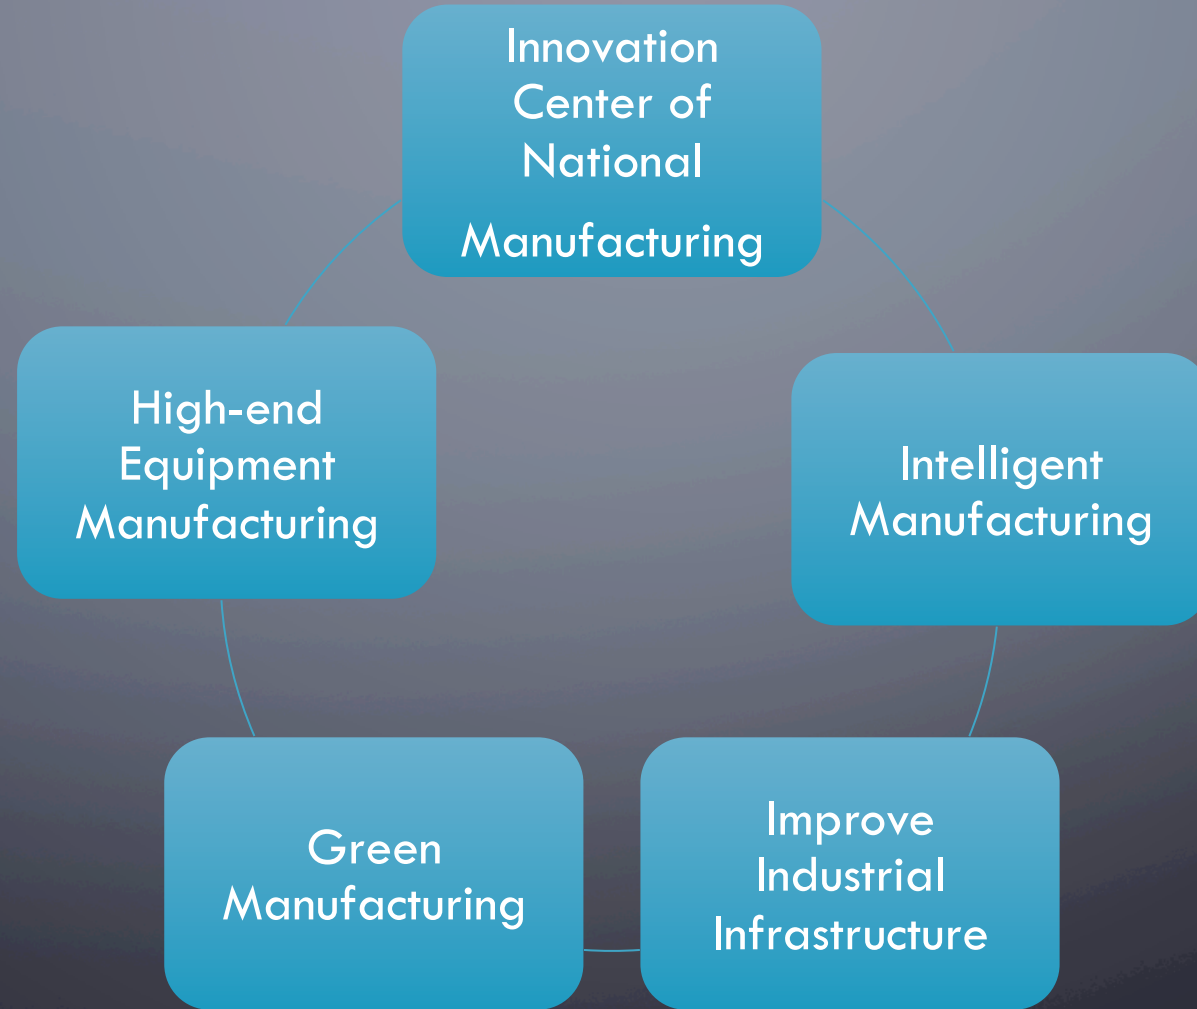 Innovation
Center of
National
Manufacturing
High-end
Equipment
Manufacturing
Intelligent
Manufacturing
Green
Manufacturing
Improve
Industrial
Infrastructure